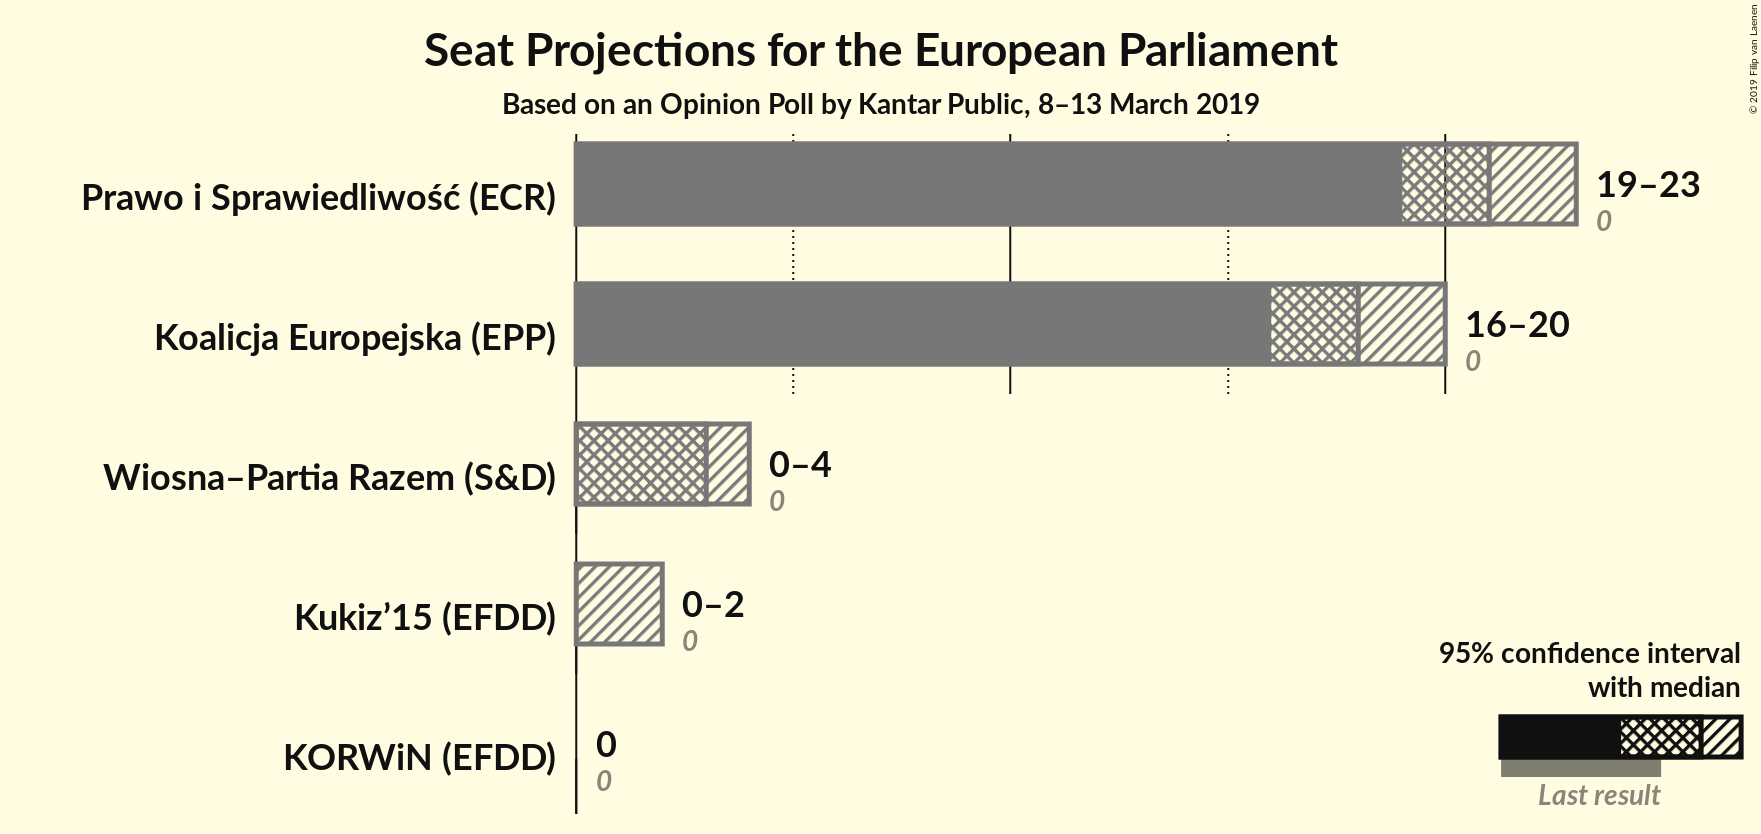 Seat Projections for the European Parliament
Based on an Opinion Poll by Kantar Public, 8–13 March 2019
© 2019 Filip van Laenen
Prawo i Sprawiedliwość (ECR)
19–23
0
Koalicja Europejska (EPP)
16–20
0
Wiosna–Partia Razem (S&D)
0–4
0
Kukiz’15 (EFDD)
0–2
0
KORWiN (EFDD)
0
0
95% confidence interval
with median
Last result